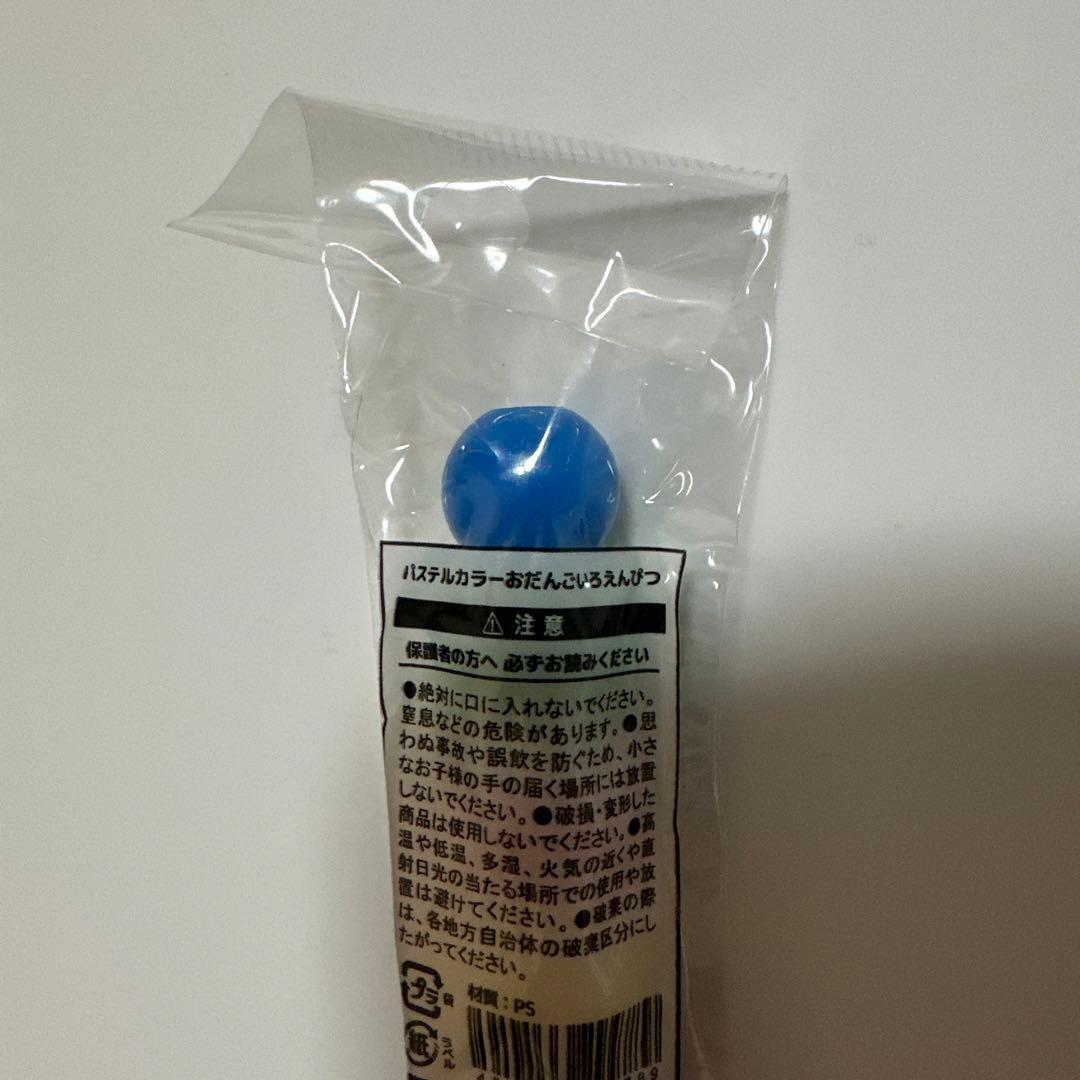 パステルカラーおだんごいろえんぴつ
⚠ 注意
保護者の方へ 必ずお読みください
●絶対に口に入れないでください。
窒息などの危険があります。●思
わぬ事故や誤飲を防ぐため、小さ
なお子様の手の届く場所には放置
しないでください。●破損・変形した
商品は使用しないでください。●高
温や低温、多湿、火気の近くや直
射日光の当たる場所での使用や放
置は避けてください。●破棄の際
は、各地方自治体の破棄区分にし
たがってください。
プラ 袋
材質：PS
紙 ラベル